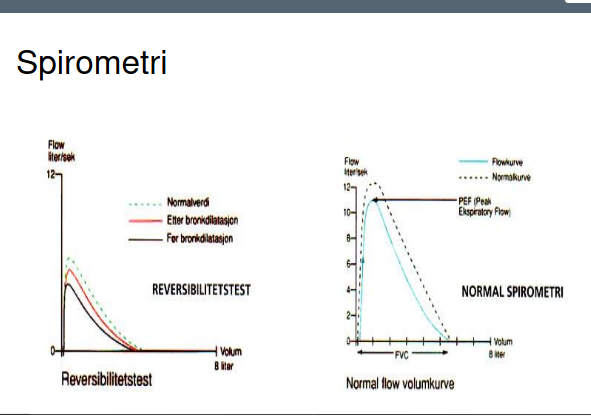 Spirometri
Flow
liter/sek
12
Normalverdi
Etter bronkdilatasjon
Før bronkdilatasjon
REVERSIBILITETSTEST
0
Volum
8 liter
Reversibilitetstest
Flow
liter/sek
Flowkurve
Normalkurve
12
PEF (Peak
Ekspiratory Flow)
10
8
6
4
2
0
NORMAL SPIROMETRI
Volum
8 liter
FVC
Normal flow volumkurve